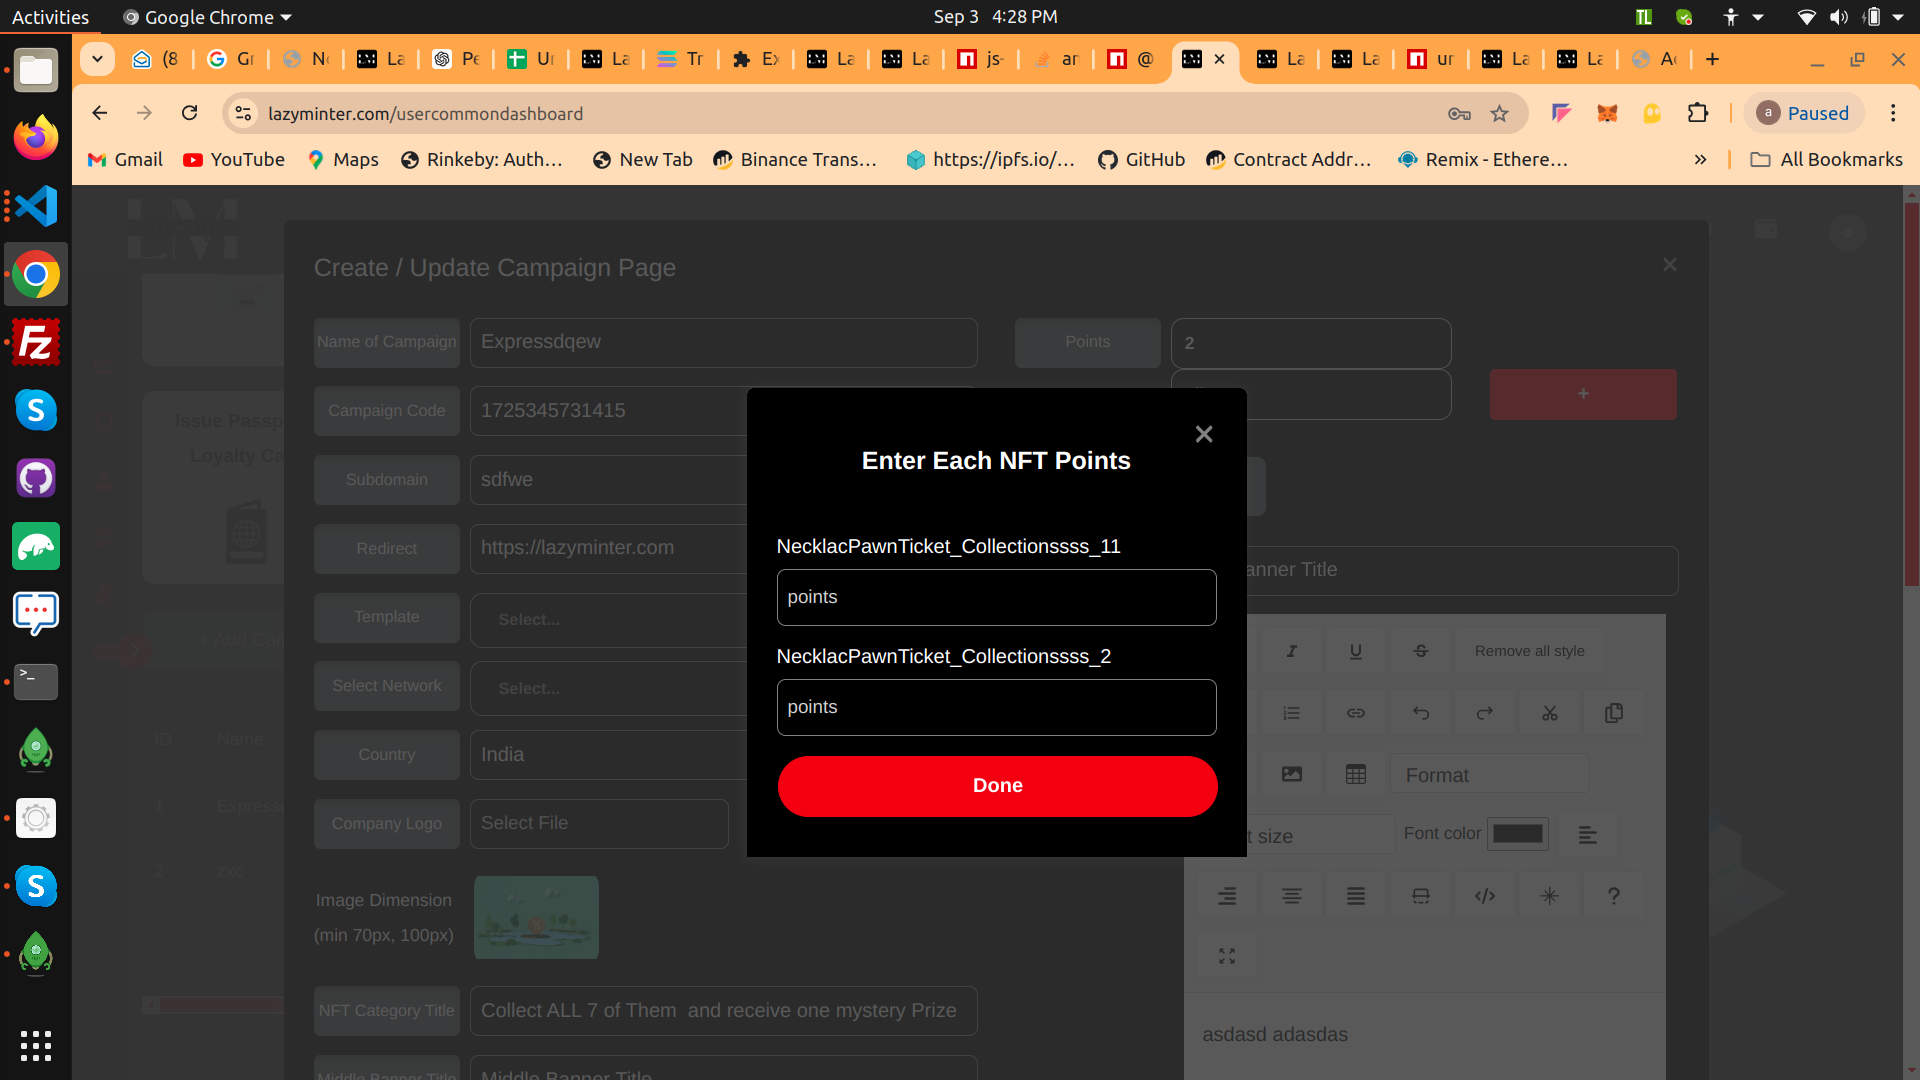 Activities
Google Chrome
Sep 3 4:28 PM
TL
(8
Gr
La
Pe
Ur
La
Tr
Ex
La
La
js-
ar
@
La
La
ur
La
La
lazyminter.com/usercommondashboard
a
Paused
Gmail
YouTube
Maps
Rinkeby: Auth...
New Tab
Binance Trans...
https://ipfs.io/...
GitHub
Contract Addr...
Remix - Ethere...
All Bookmarks
LM
Create / Update Campaign Page
Name of Campaign
Expressdqew
Points
2
+
Campaign Code
1725345731415
Subdomain
sdfwe
Redirect
https://lazyminter.com
Template
Select...
Select Network
Select...
Country
India
Company Logo
Select File
Image Dimension
(min 70px, 100px)
NFT Category Title
Collect ALL 7 of Them and receive one mystery Prize
Middle Banner Title
Middle Banner Title
Enter Each NFT Points
NecklacPawnTicket_Collectionssss_11
points
NecklacPawnTicket_Collectionssss_2
points
Done
anner Title
Remove all style
Format
t size
Font color
asdasd adasdas
Issue Passp
Loyalty Ca
+ Add Ca
ID
Name
1
Express
2
zxc